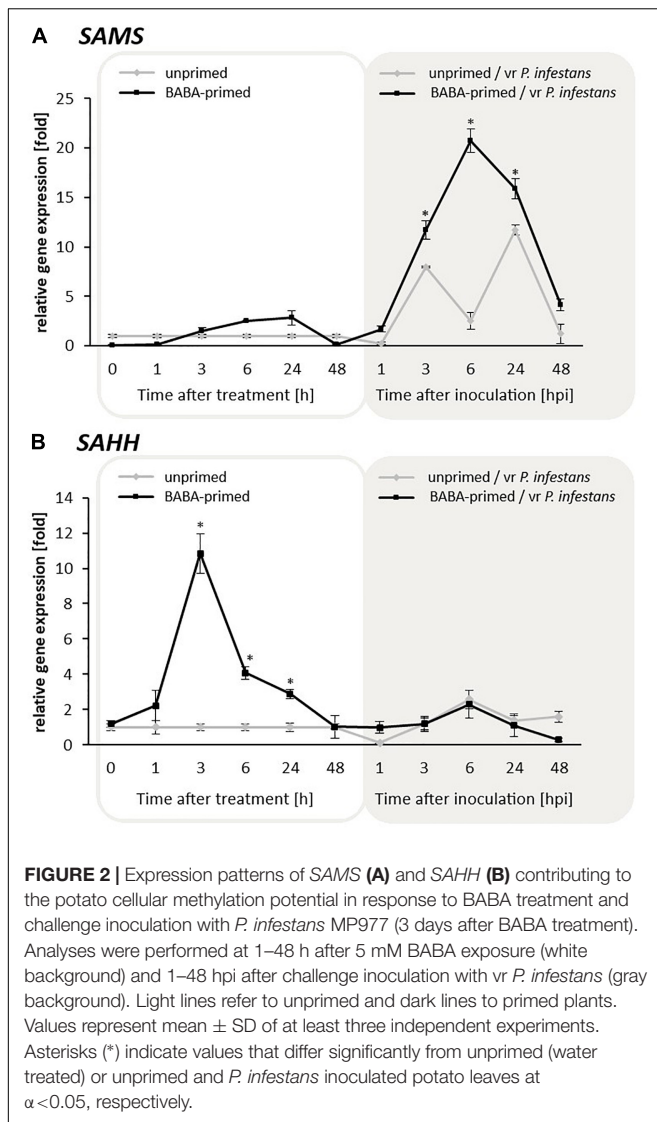 A SAMS
unprimed
BABA-primed
unprimed / vr P. infestans
BABA-primed / vr P. infestans
relative gene expression [fold]
25
20
15
10
5
0
*
*
*
0 1 3 6 24 48 1 3 6 24 48
Time after treatment [h] Time after inoculation [hpi]
B SAHH
unprimed
BABA-primed
unprimed / vr P. infestans
BABA-primed / vr P. infestans
relative gene expression [fold]
14
12
10
8
6
4
2
0
*
*
*
0 1 3 6 24 48 1 3 6 24 48
Time after treatment [h] Time after inoculation [hpi]
FIGURE 2 | Expression patterns of SAMS (A) and SAHH (B) contributing to
the potato cellular methylation potential in response to BABA treatment and
challenge inoculation with P. infestans MP977 (3 days after BABA treatment).
Analyses were performed at 1–48 h after 5 mM BABA exposure (white
background) and 1–48 hpi after challenge inoculation with vr P. infestans (gray
background). Light lines refer to unprimed and dark lines to primed plants.
Values represent mean ± SD of at least three independent experiments.
Asterisks (*) indicate values that differ significantly from unprimed (water
treated) or unprimed and P. infestans inoculated potato leaves at
α<0.05, respectively.